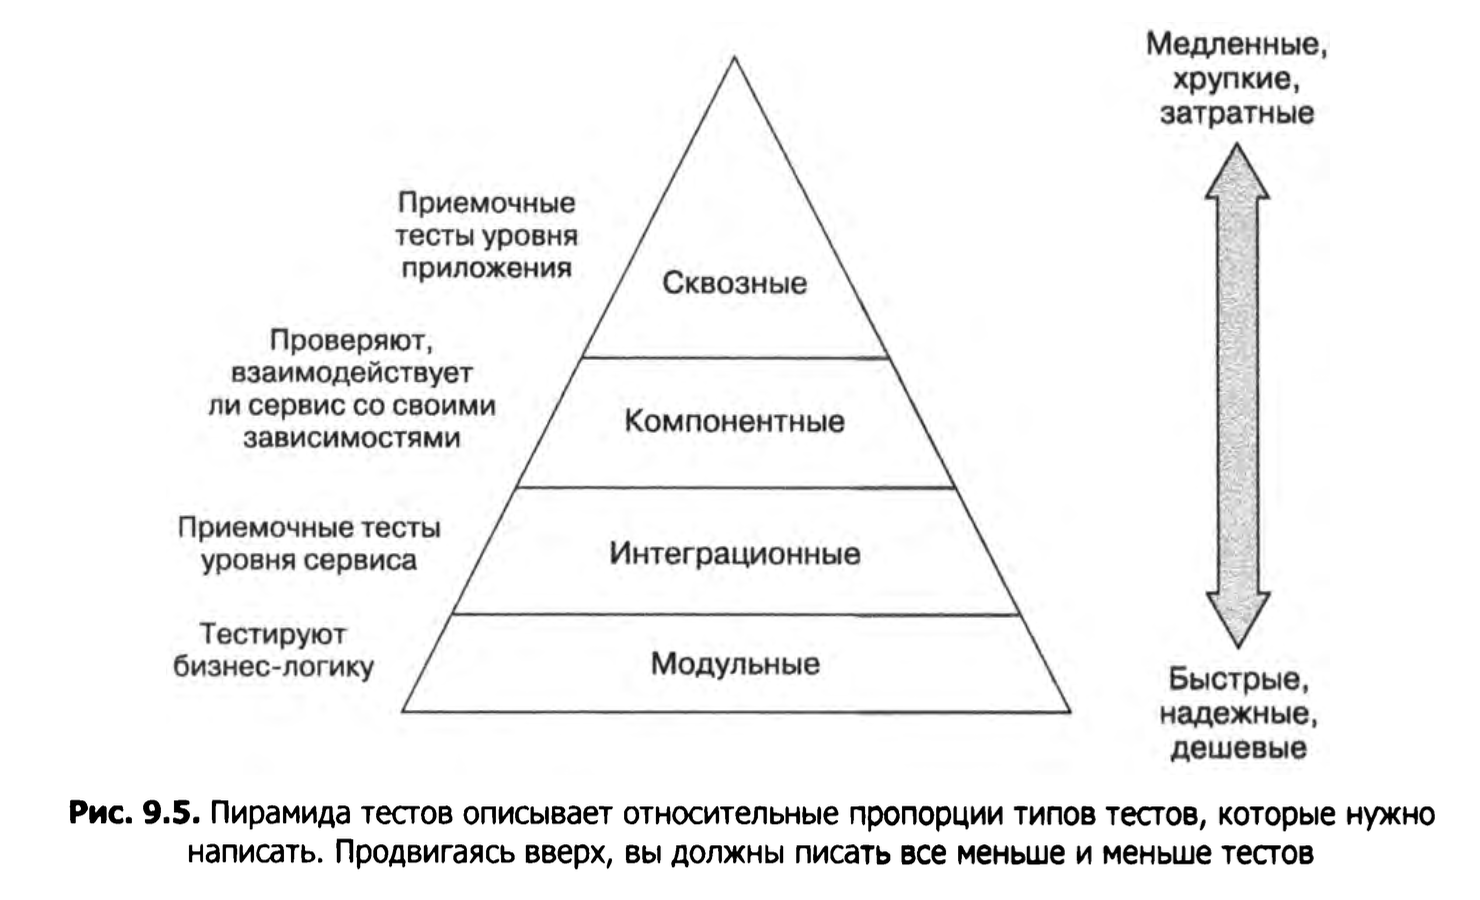 Медленные,
хрупкие,
затратные
Приемочные
тесты уровня
приложения
Сквозные
Проверяют,
взаимодействует
ли сервис со своими
зависимостями
Компонентные
Приемочные тесты
уровня сервиса
Интеграционные
Тестируют
бизнес-логику
Модульные
Быстрые,
надежные,
дешевые
Рис. 9.5. Пирамида тестов описывает относительные пропорции типов тестов, которые нужно
написать. Продвигаясь вверх, вы должны писать все меньше и меньше тестов